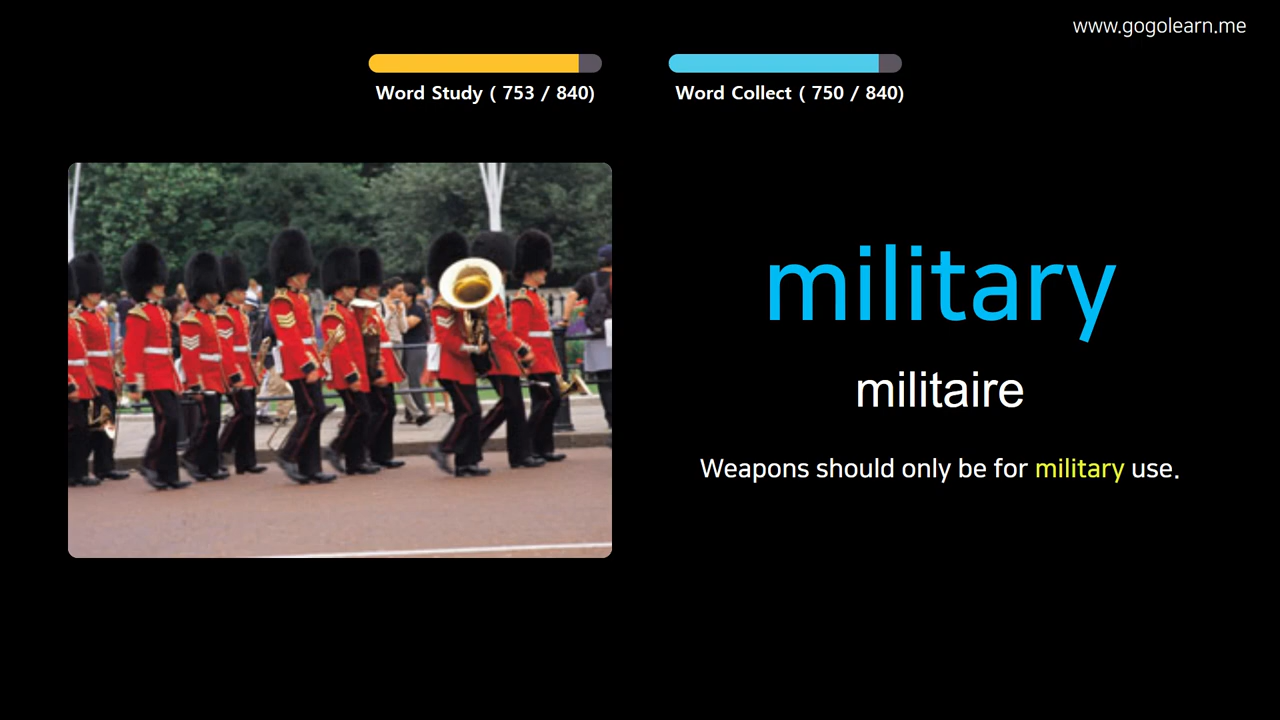 www.gogolearn.me
Word Study ( 753 / 840)
Word Collect ( 750 / 840)
military
militaire
Weapons should only be for military use.